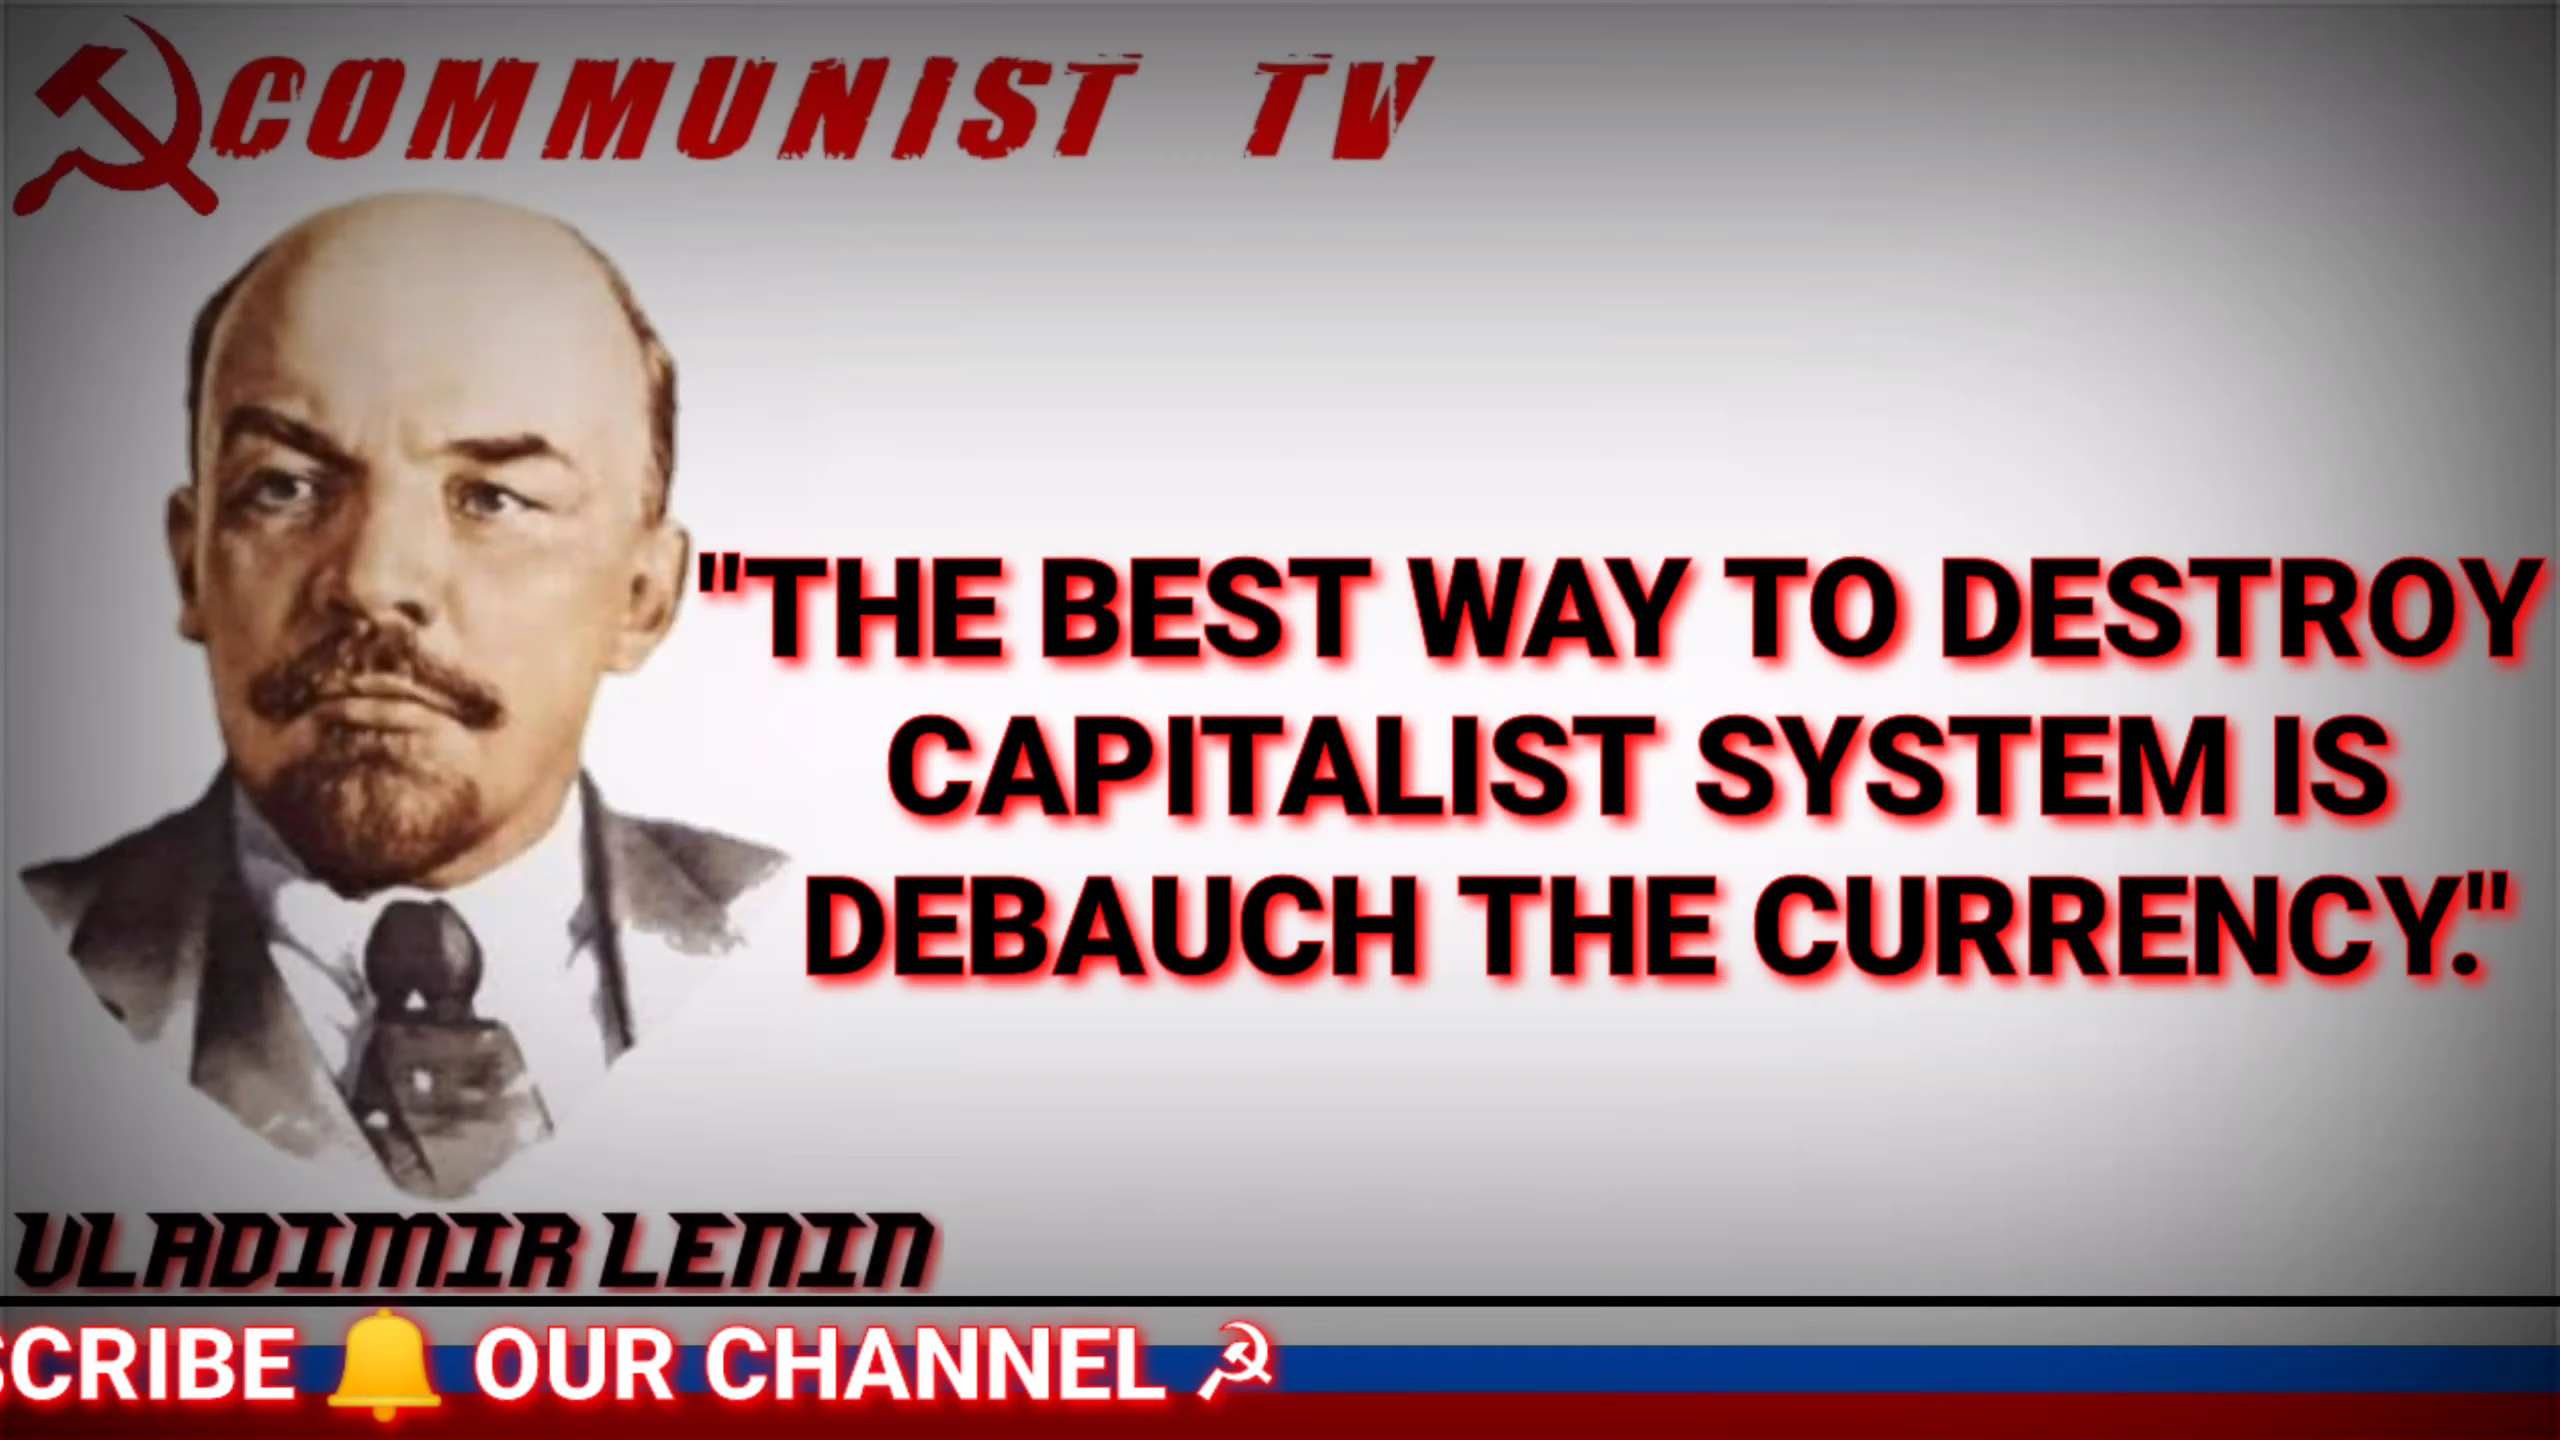 COMMUNIST TV
"THE BEST WAY TO DESTROY
CAPITALIST SYSTEM IS
DEBAUCH THE CURRENCY."
VLADIMIR LENIN
SCRIBE 🔔 OUR CHANNEL ☭